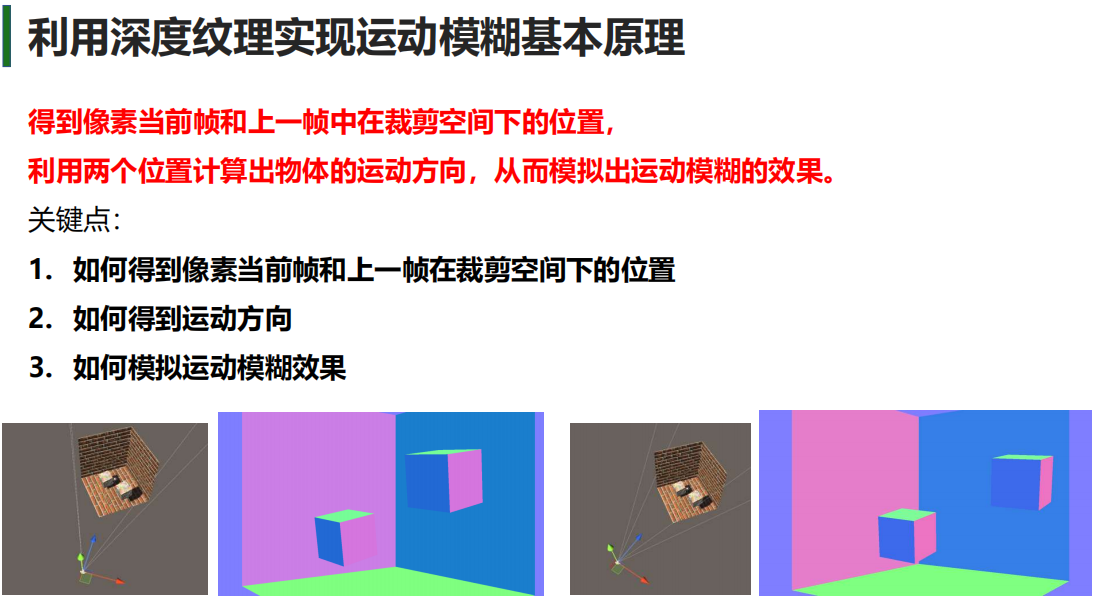 利用深度纹理实现运动模糊基本原理
得到像素当前帧和上一帧中在裁剪空间下的位置，
利用两个位置计算出物体的运动方向，从而模拟出运动模糊的效果。
关键点：
1. 如何得到像素当前帧和上一帧在裁剪空间下的位置
2. 如何得到运动方向
3. 如何模拟运动模糊效果